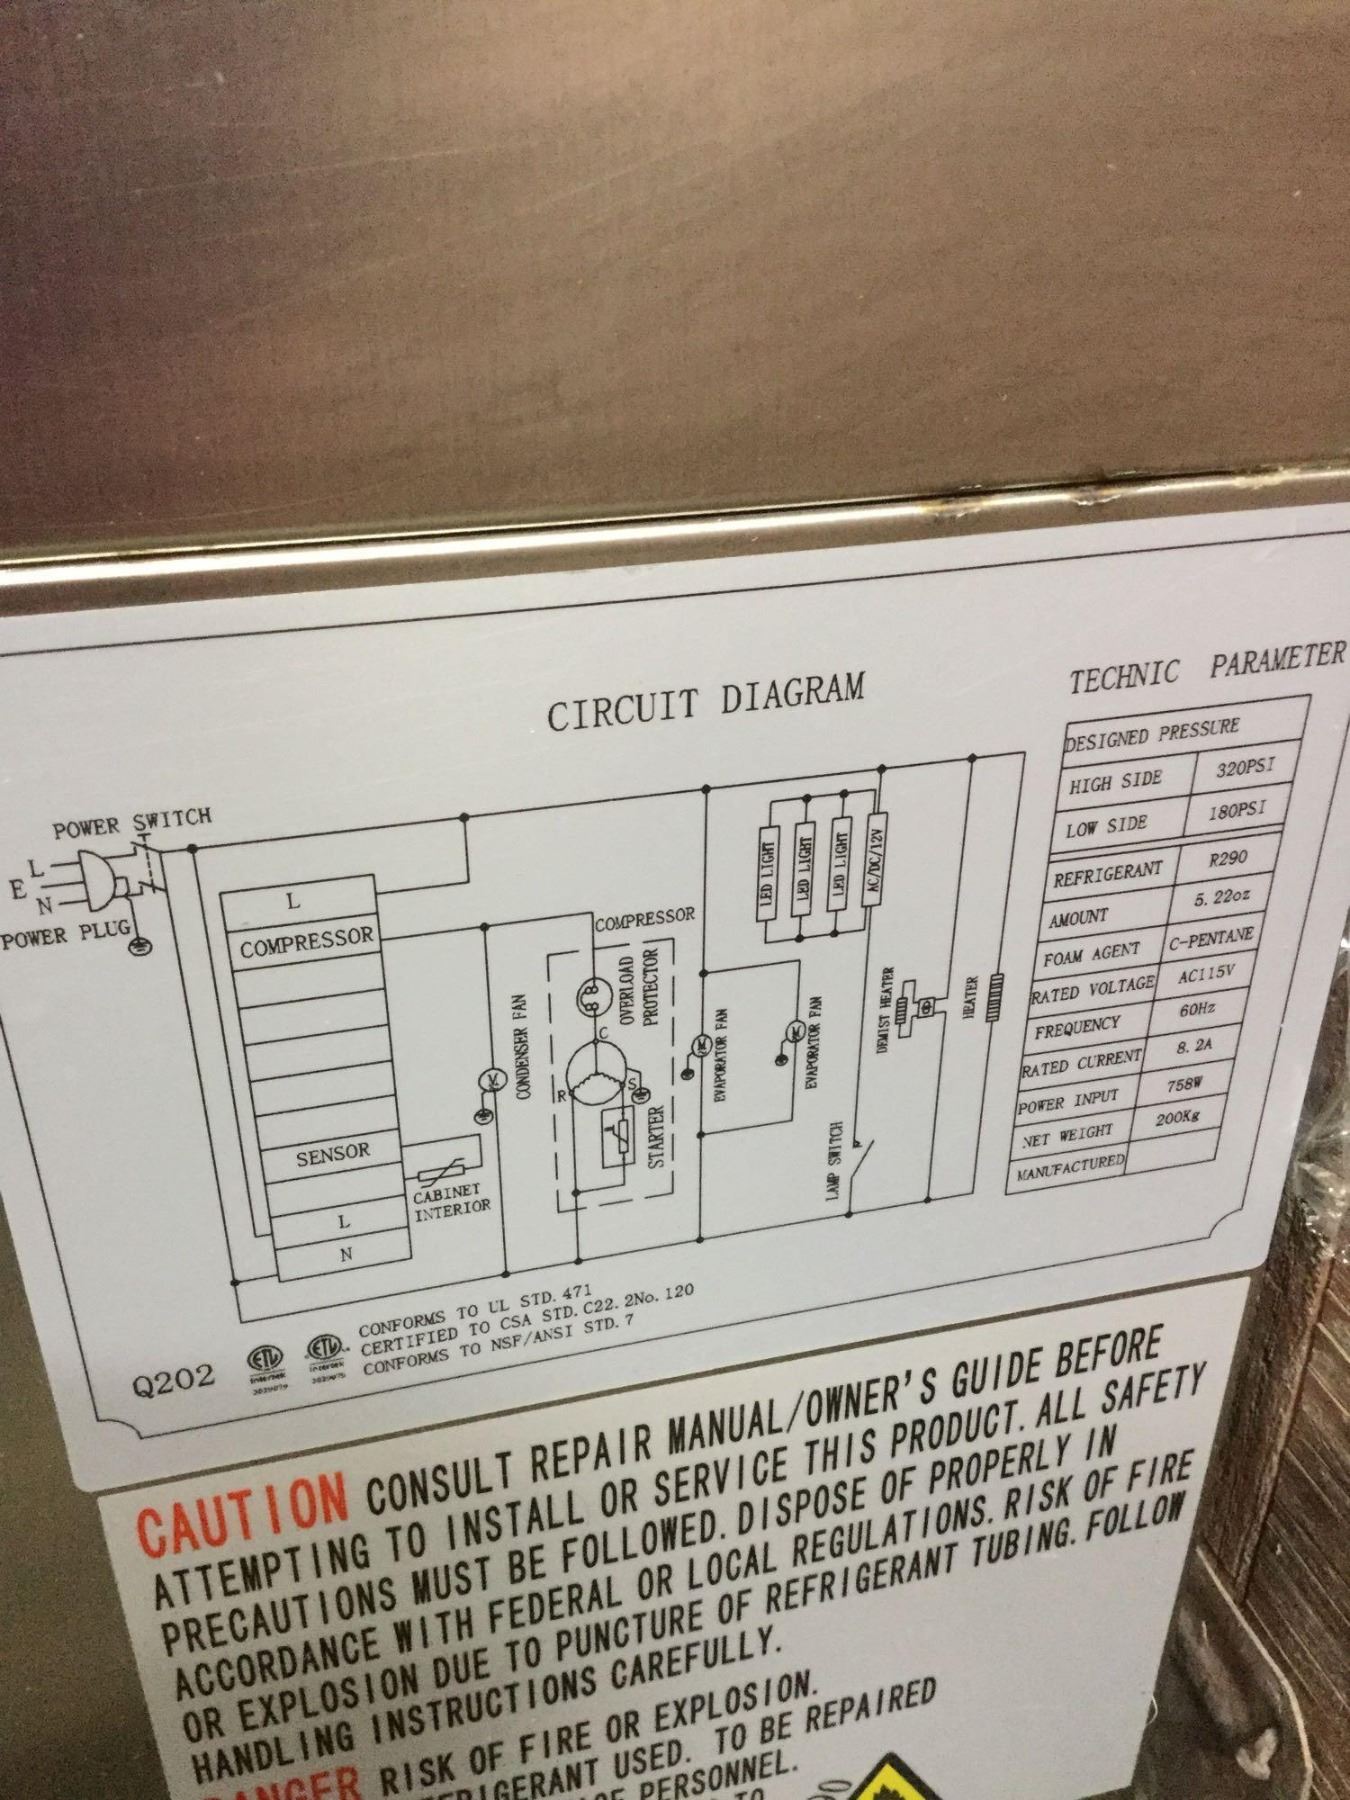 CIRCUIT DIAGRAM
POWER SWITCH
L
E
N
POWER PLUG
L
COMPRESSOR
SENSOR
L
N
CABINET
INTERIOR
CONDENSER FAN
COMPRESSOR
OVERLOAD
PROTECTOR
C
R
S
STARTER
EVAPORATOR FAN
EVAPORATOR FAN
LED LIGHT
LED LIGHT
LED LIGHT
AC/DC/12V
LAMP SWITCH
DEMIST HEATER
HEATER
TECHNIC PARAMETER
DESIGNED PRESSURE
HIGH SIDE 320PSI
LOW SIDE 180PSI
REFRIGERANT R290
AMOUNT 5.22oz
FOAM AGENT C-PENTANE
RATED VOLTAGE AC115V
FREQUENCY 60Hz
RATED CURRENT 8.2A
POWER INPUT 758W
NET WEIGHT 200Kg
MANUFACTURED
Q202
ETL
Intertek
ETL
Intertek
CONFORMS TO UL STD. 471
CERTIFIED TO CSA STD. C22. 2No. 120
CONFORMS TO NSF/ANSI STD. 7
CAUTION CONSULT REPAIR MANUAL/OWNER'S GUIDE BEFORE
ATTEMPTING TO INSTALL OR SERVICE THIS PRODUCT. ALL SAFETY
PRECAUTIONS MUST BE FOLLOWED. DISPOSE OF PROPERLY IN
ACCORDANCE WITH FEDERAL OR LOCAL REGULATIONS. RISK OF FIRE
OR EXPLOSION DUE TO PUNCTURE OF REFRIGERANT TUBING. FOLLOW
HANDLING INSTRUCTIONS CAREFULLY.
DANGER RISK OF FIRE OR EXPLOSION.
REFRIGERANT USED. TO BE REPAIRED
PERSONNEL.
TO